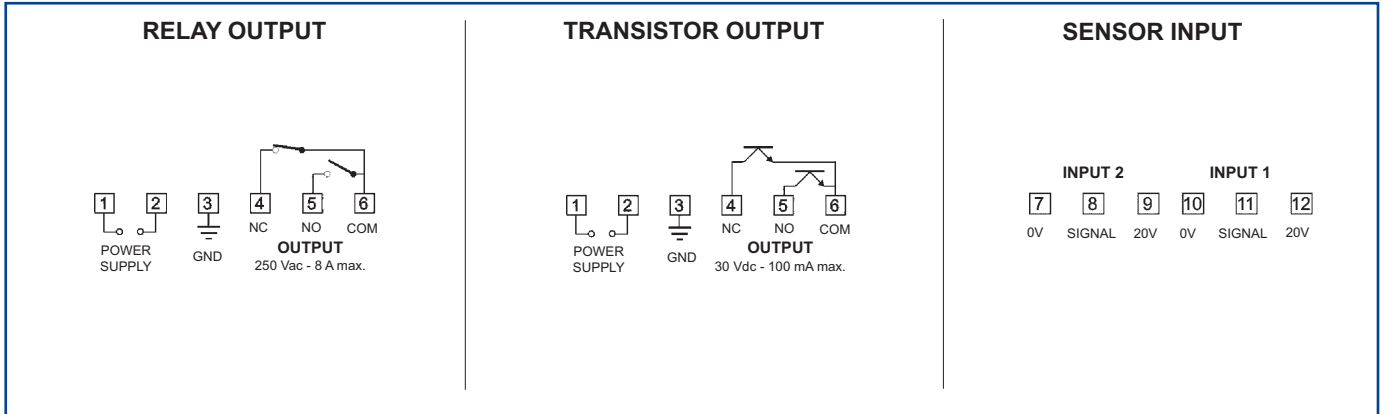 RELAY OUTPUT
1 2 3 4 5 6
POWER SUPPLY
GND
NC NO COM
OUTPUT
250 Vac - 8 A max.
TRANSISTOR OUTPUT
1 2 3 4 5 6
POWER SUPPLY
GND
NC NO COM
OUTPUT
30 Vdc - 100 mA max.
SENSOR INPUT
INPUT 2 INPUT 1
7 8 9 10 11 12
0V SIGNAL 20V 0V SIGNAL 20V